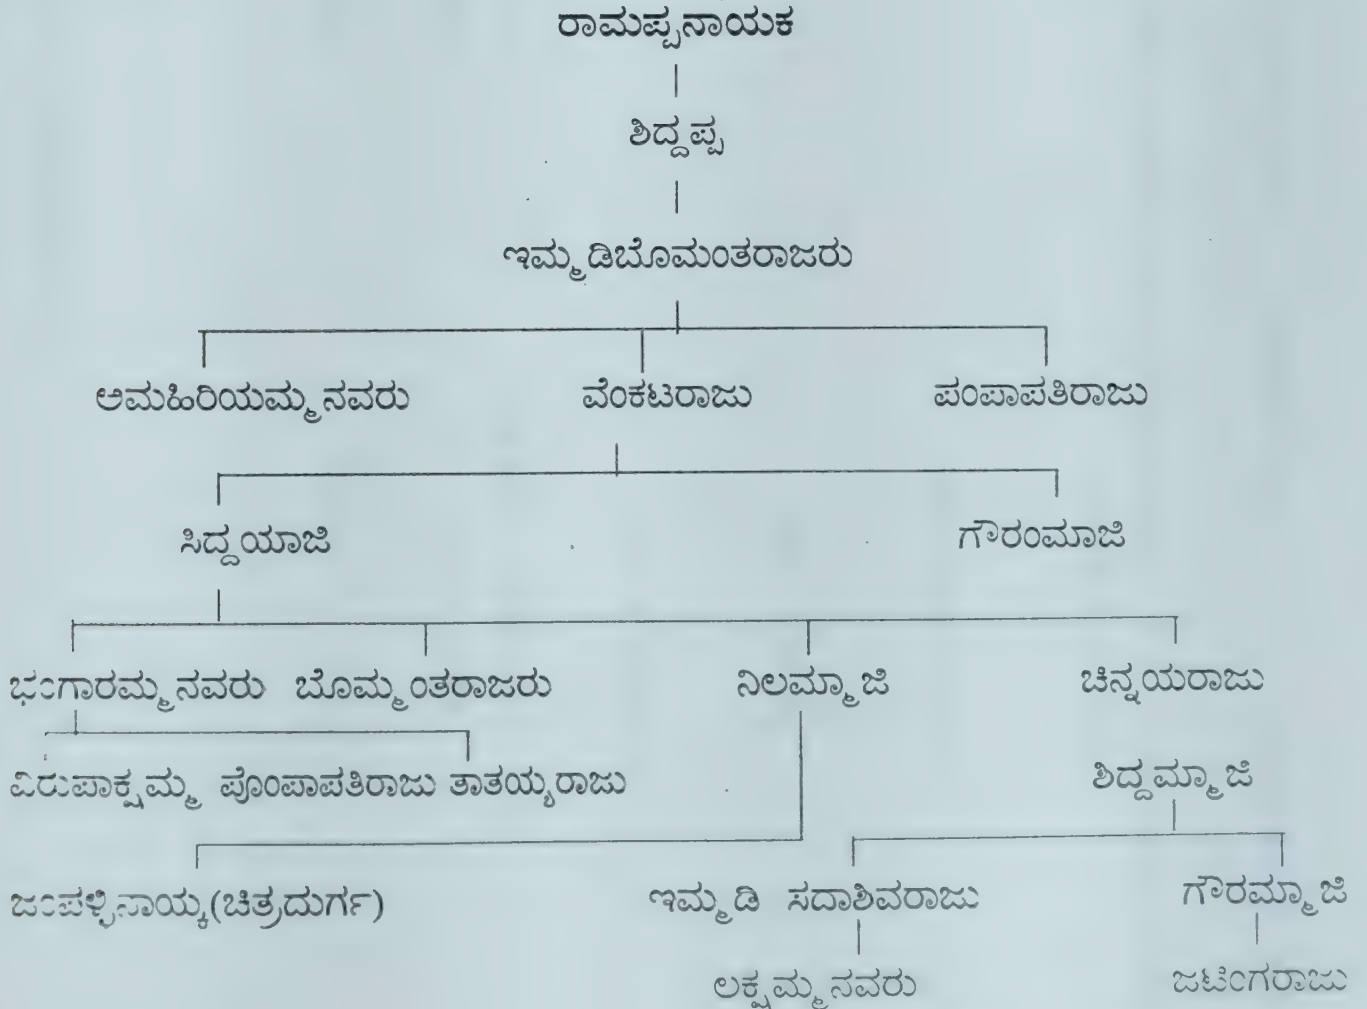 ರಾಮಪ್ಪನಾಯಕ
ಶಿದ್ದಪ್ಪ
ಇಮ್ಮಡಿಬೊಮಂತರಾಜರು
ಅಮಹಿರಿಯಮ್ಮನವರು ವೆಂಕಟರಾಜು ಪಂಪಾಪತಿರಾಜು
ಸಿದ್ದಯಾಜಿ ಗೌರಂಮಾಜಿ
ಭಂಗಾರಮ್ಮನವರು ಬೊಮ್ಮಂತರಾಜರು ನಿಲಮ್ಮಾಜಿ ಚಿನ್ನಯರಾಜು
ವಿರುಪಾಕ್ಷಮ್ಮ ಪೊಂಪಾಪತಿರಾಜು ತಾತಯ್ಯರಾಜು ಶಿದ್ದಮ್ಮಾಜಿ
ಜಂಪಳ್ಳಿನಾಯ್ಕ(ಚಿತ್ರದುರ್ಗ) ಇಮ್ಮಡಿ ಸದಾಶಿವರಾಜು ಗೌರಮ್ಮಾಜಿ
ಲಕ್ಷಮ್ಮನವರು ಜಟಿಂಗರಾಜು